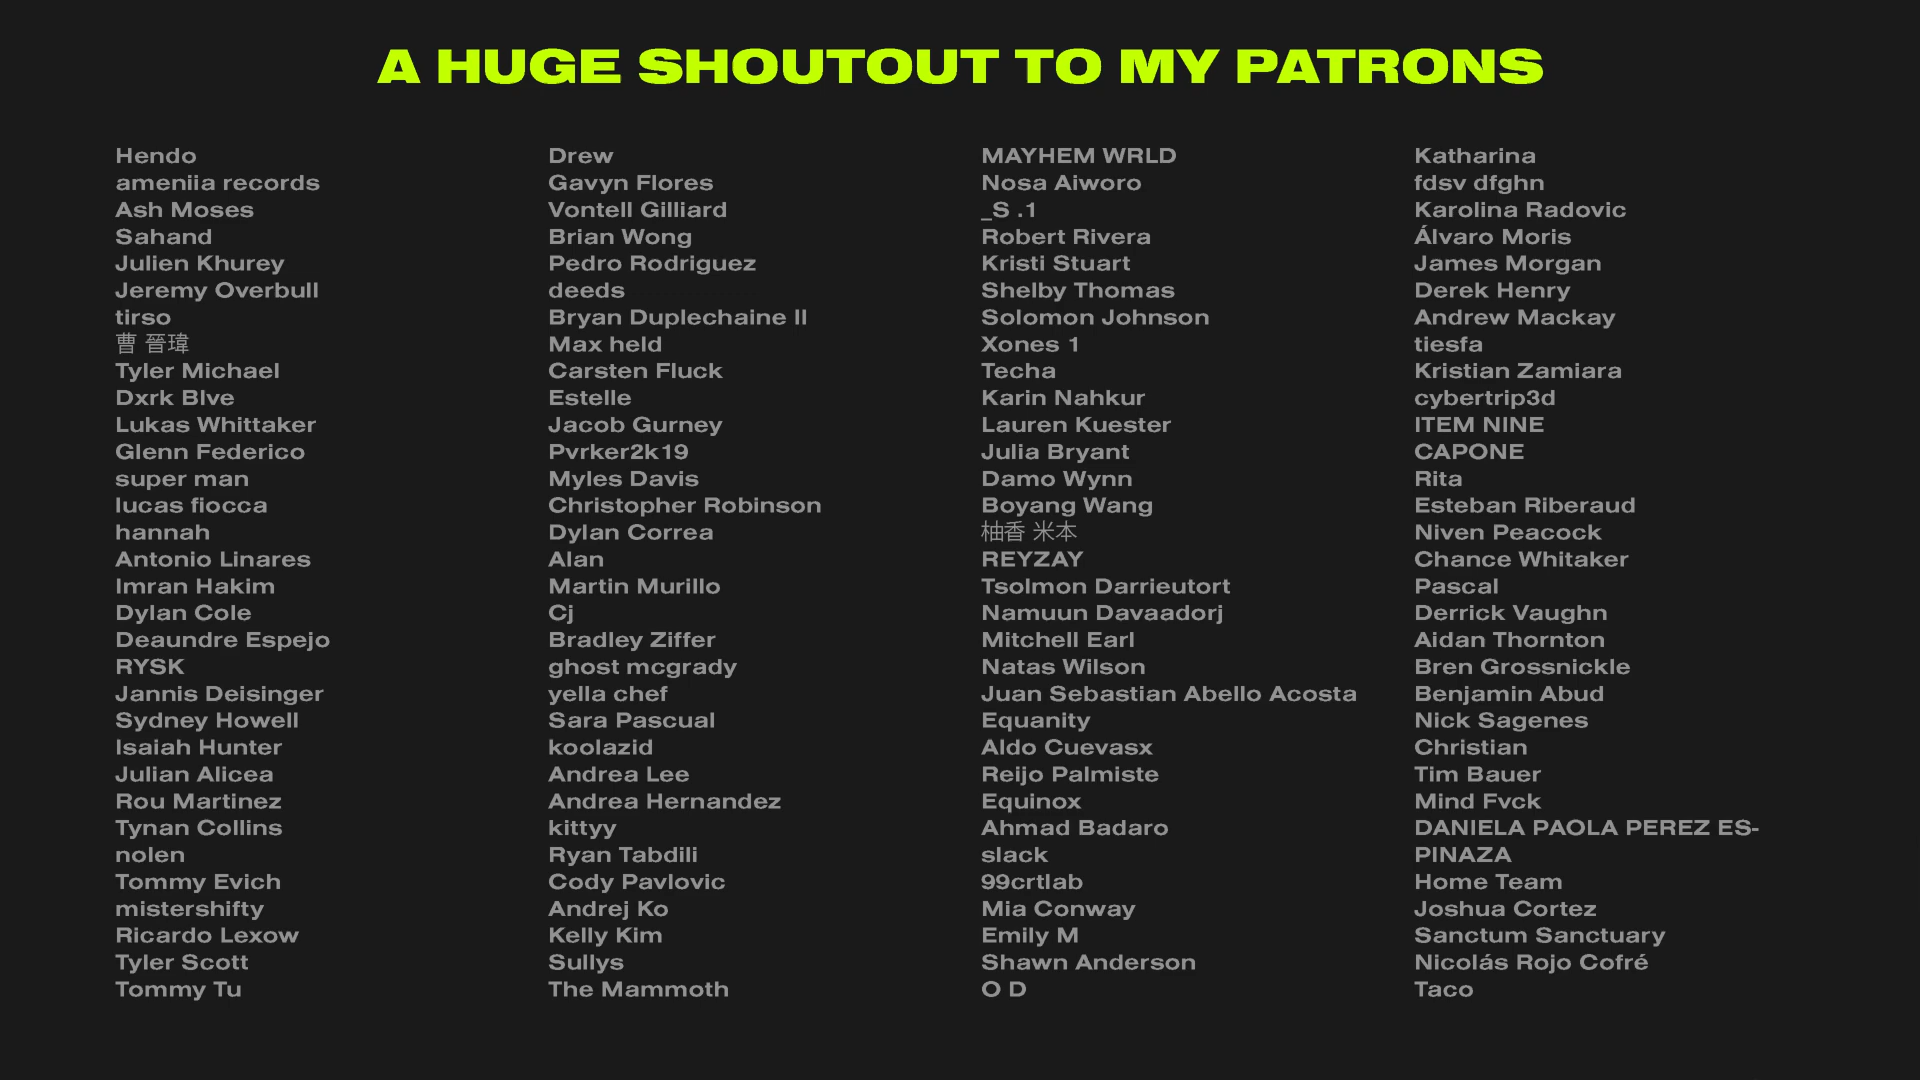 A HUGE SHOUTOUT TO MY PATRONS
Hendo
ameniia records
Ash Moses
Sahand
Julien Khurey
Jeremy Overbull
tirso
曹 晉瑋
Tyler Michael
Dxrk Blve
Lukas Whittaker
Glenn Federico
super man
lucas fiocca
hannah
Antonio Linares
Imran Hakim
Dylan Cole
Deaundre Espejo
RYSK
Jannis Deisinger
Sydney Howell
Isaiah Hunter
Julian Alicea
Rou Martinez
Tynan Collins
nolen
Tommy Evich
mistershifty
Ricardo Lexow
Tyler Scott
Tommy Tu
Drew
Gavyn Flores
Vontell Gilliard
Brian Wong
Pedro Rodriguez
deeds
Bryan Duplechaine II
Max held
Carsten Fluck
Estelle
Jacob Gurney
Pvrker2k19
Myles Davis
Christopher Robinson
Dylan Correa
Alan
Martin Murillo
Cj
Bradley Ziffer
ghost mcgrady
yella chef
Sara Pascual
koolazid
Andrea Lee
Andrea Hernandez
kittyy
Ryan Tabdili
Cody Pavlovic
Andrej Ko
Kelly Kim
Sullys
The Mammoth
MAYHEM WRLD
Nosa Aiworo
_S .1
Robert Rivera
Kristi Stuart
Shelby Thomas
Solomon Johnson
Xones 1
Techa
Karin Nahkur
Lauren Kuester
Julia Bryant
Damo Wynn
Boyang Wang
柚香 米本
REYZAY
Tsolmon Darrieutort
Namuun Davaadorj
Mitchell Earl
Natas Wilson
Juan Sebastian Abello Acosta
Equanity
Aldo Cuevasx
Reijo Palmiste
Equinox
Ahmad Badaro
slack
99crtlab
Mia Conway
Emily M
Shawn Anderson
O D
Katharina
fdsv dfghn
Karolina Radovic
Álvaro Moris
James Morgan
Derek Henry
Andrew Mackay
tiesfa
Kristian Zamiara
cybertrip3d
ITEM NINE
CAPONE
Rita
Esteban Riberaud
Niven Peacock
Chance Whitaker
Pascal
Derrick Vaughn
Aidan Thornton
Bren Grossnickle
Benjamin Abud
Nick Sagenes
Christian
Tim Bauer
Mind Fvck
DANIELA PAOLA PEREZ ES-
PINAZA
Home Team
Joshua Cortez
Sanctum Sanctuary
Nicolás Rojo Cofré
Taco